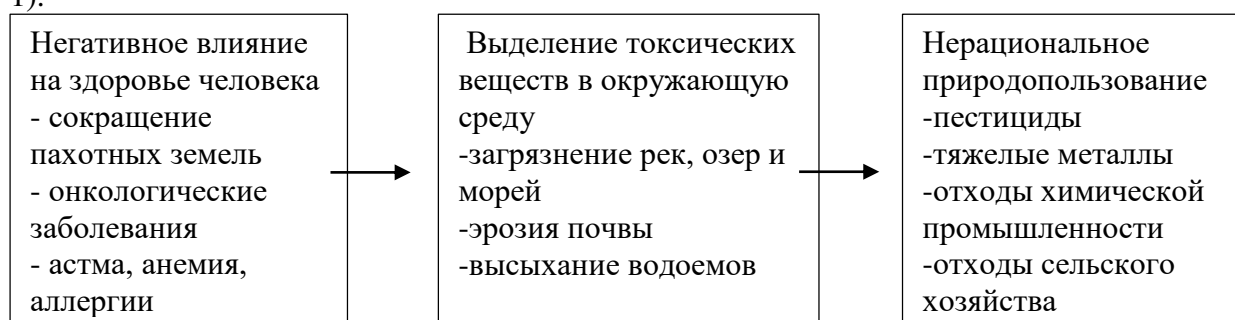 1).
Негативное влияние
на здоровье человека
- сокращение
пахотных земель
- онкологические
заболевания
- астма, анемия,
аллергии
Выделение токсических
веществ в окружающую
среду
-загрязнение рек, озер и
морей
-эрозия почвы
-высыхание водоемов
Нерациональное
природопользование
-пестициды
-тяжелые металлы
-отходы химической
промышленности
-отходы сельского
хозяйства